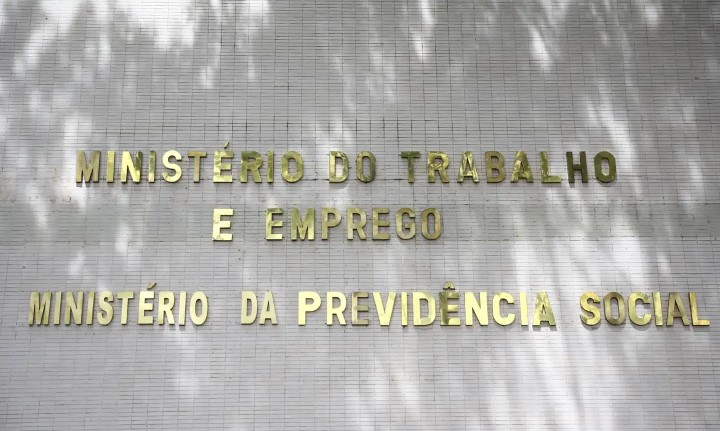 MINISTÉRIO DO TRABALHO
E EMPREGO
MINISTÉRIO DA PREVIDÊNCIA SOCIAL